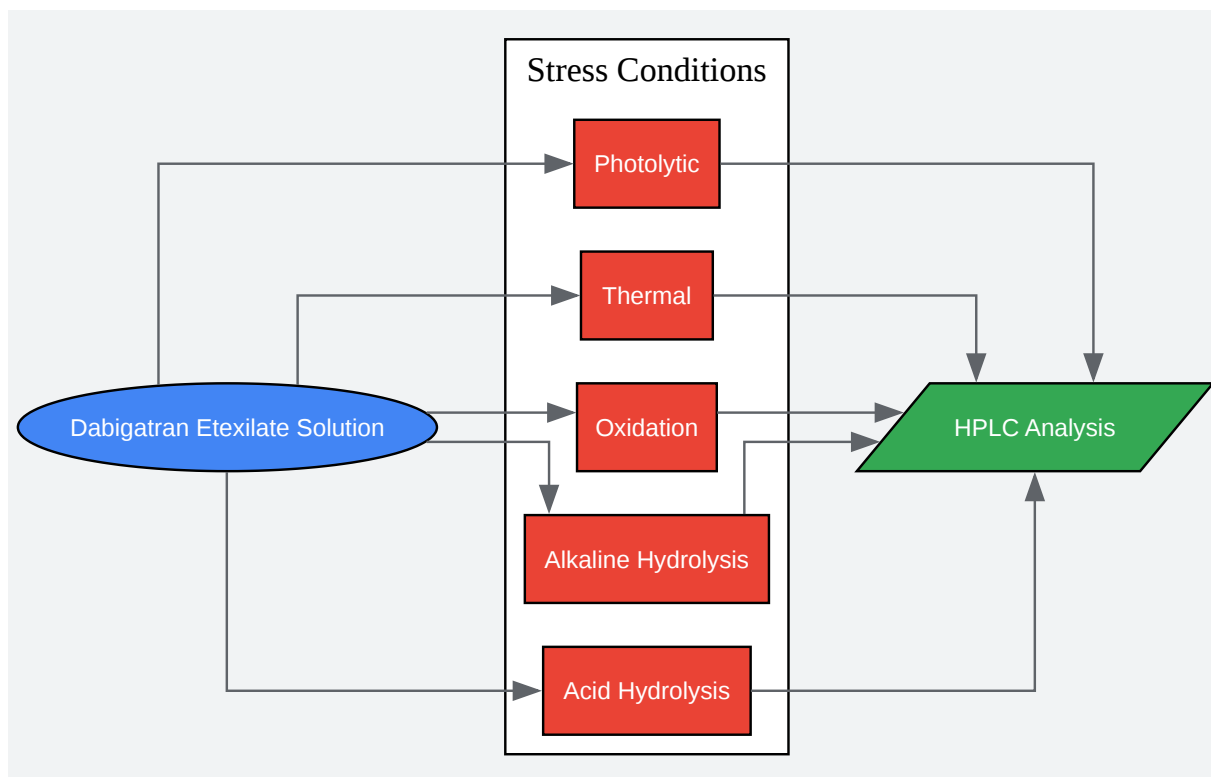 Stress Conditions
Photolytic
Thermal
Dabigatran Etexilate Solution
Oxidation
HPLC Analysis
Alkaline Hydrolysis
Acid Hydrolysis